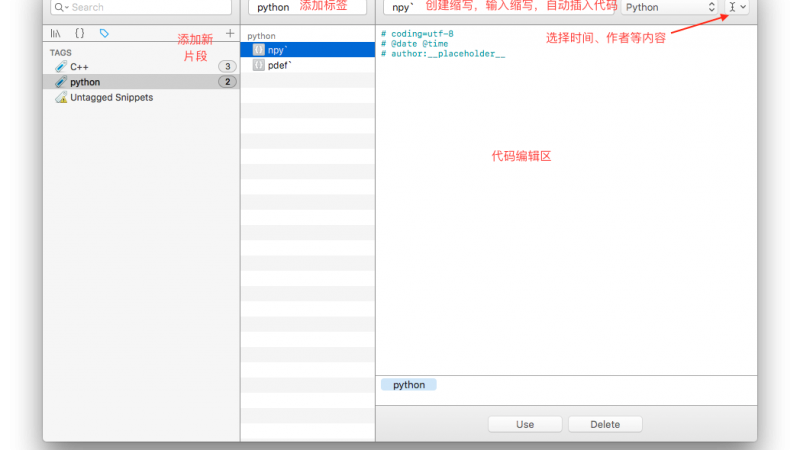 Search
python
添加标签
npy`
创建缩写，输入缩写，自动插入代码
Python
添加新
片段
选择时间、作者等内容
TAGS
C++
3
python
2
Untagged Snippets
python
npy`
pdef`
# coding=utf-8
# @date @time
# author:__placeholder__
代码编辑区
python
Use
Delete